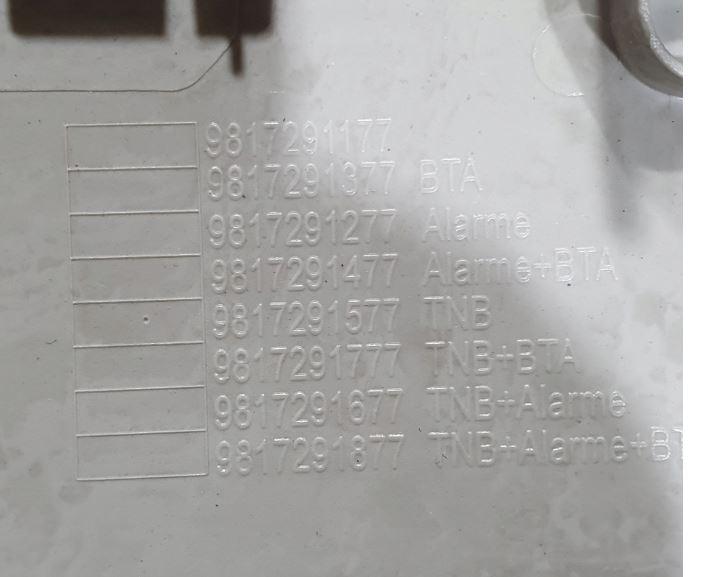 9817291177
9817291377 BTA
9817291277 Alarme
9817291477 Alarme+BTA
9817291577 TNB
9817291777 TNB+BTA
9817291677 TNB+Alarme
9817291877 TNB+Alarme+BT